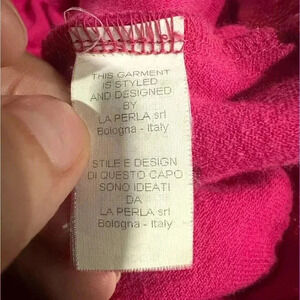 THIS GARMENT
IS STYLED
AND DESIGNED
BY
LA PERLA srl
Bologna - Italy
STILE E DESIGN
DI QUESTO CAPO
SONO IDEATI
DA
LA PERLA srl
Bologna - Italy